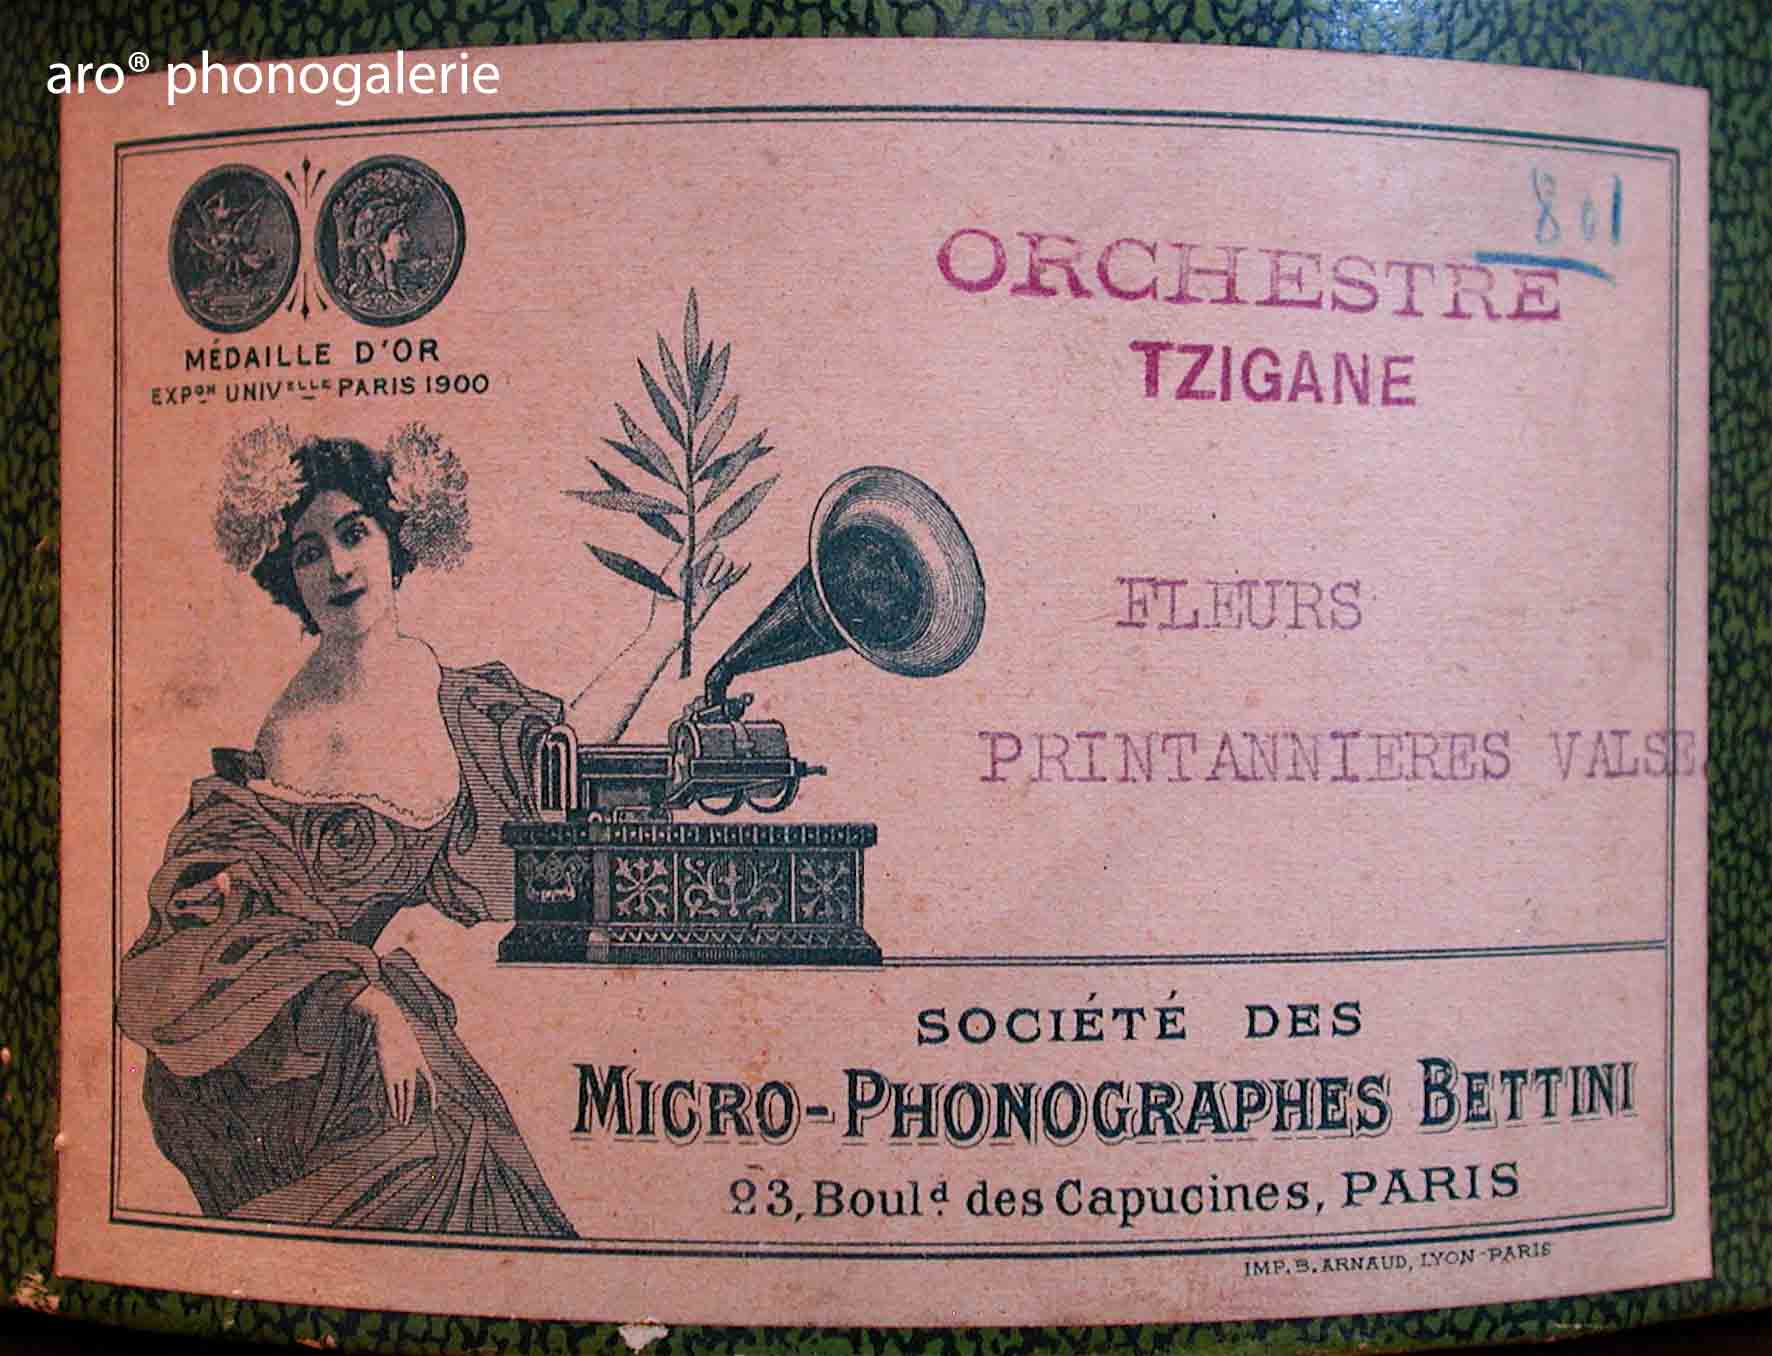 aro® phonogalerie
801
ORCHESTRE
TZIGANE
MÉDAILLE D'OR
EXPON UNIVELLE PARIS 1900
FLEURS
PRINTANNIERES VALSE
SOCIÉTÉ DES
MICRO-PHONOGRAPHES BETTINI
23, Bould. des Capucines, PARIS
IMP. B. ARNAUD, LYON-PARIS